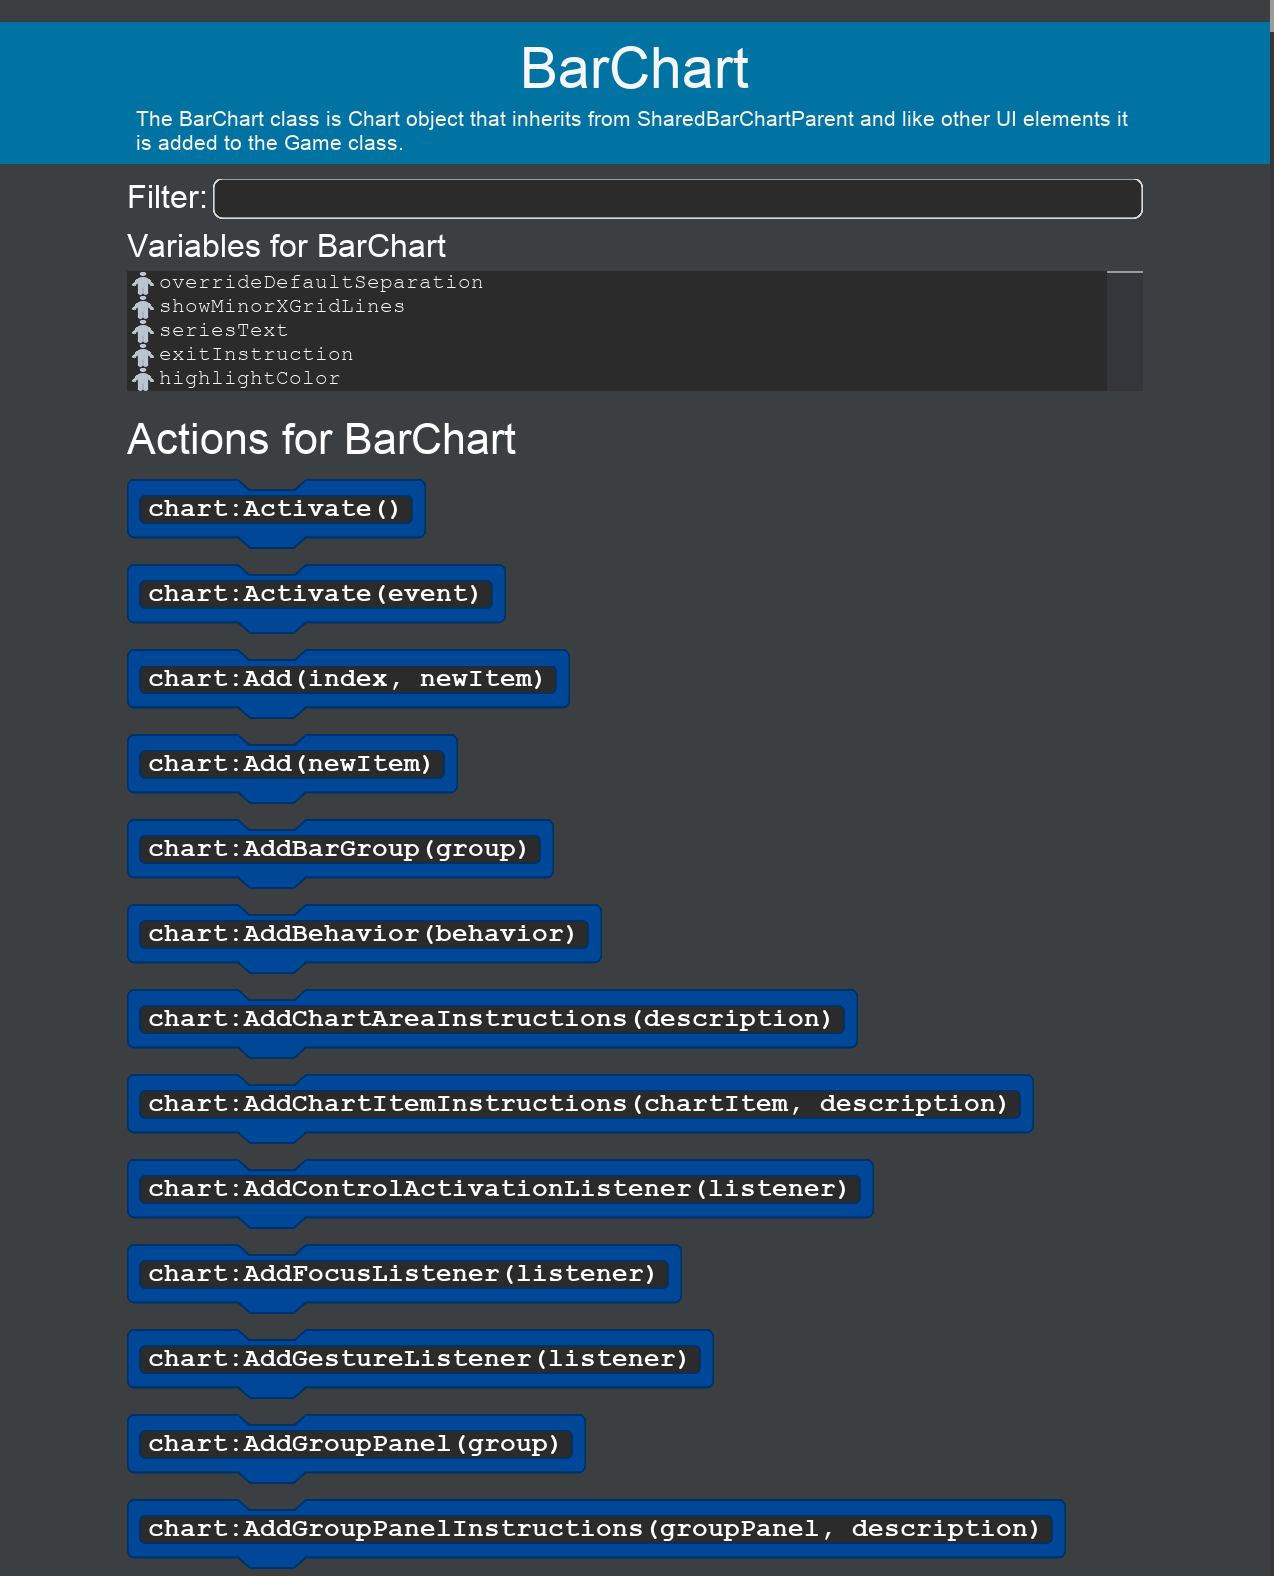 BarChart
The BarChart class is Chart object that inherits from SharedBarChartParent and like other UI elements it
is added to the Game class.
Filter:
Variables for BarChart
overrideDefaultSeparation
showMinorXGridLines
seriesText
exitInstruction
highlightColor
Actions for BarChart
chart:Activate()
chart:Activate(event)
chart:Add(index, newItem)
chart:Add(newItem)
chart:AddBarGroup(group)
chart:AddBehavior(behavior)
chart:AddChartAreaInstructions(description)
chart:AddChartItemInstructions(chartItem, description)
chart:AddControlActivationListener(listener)
chart:AddFocusListener(listener)
chart:AddGestureListener(listener)
chart:AddGroupPanel(group)
chart:AddGroupPanelInstructions(groupPanel, description)